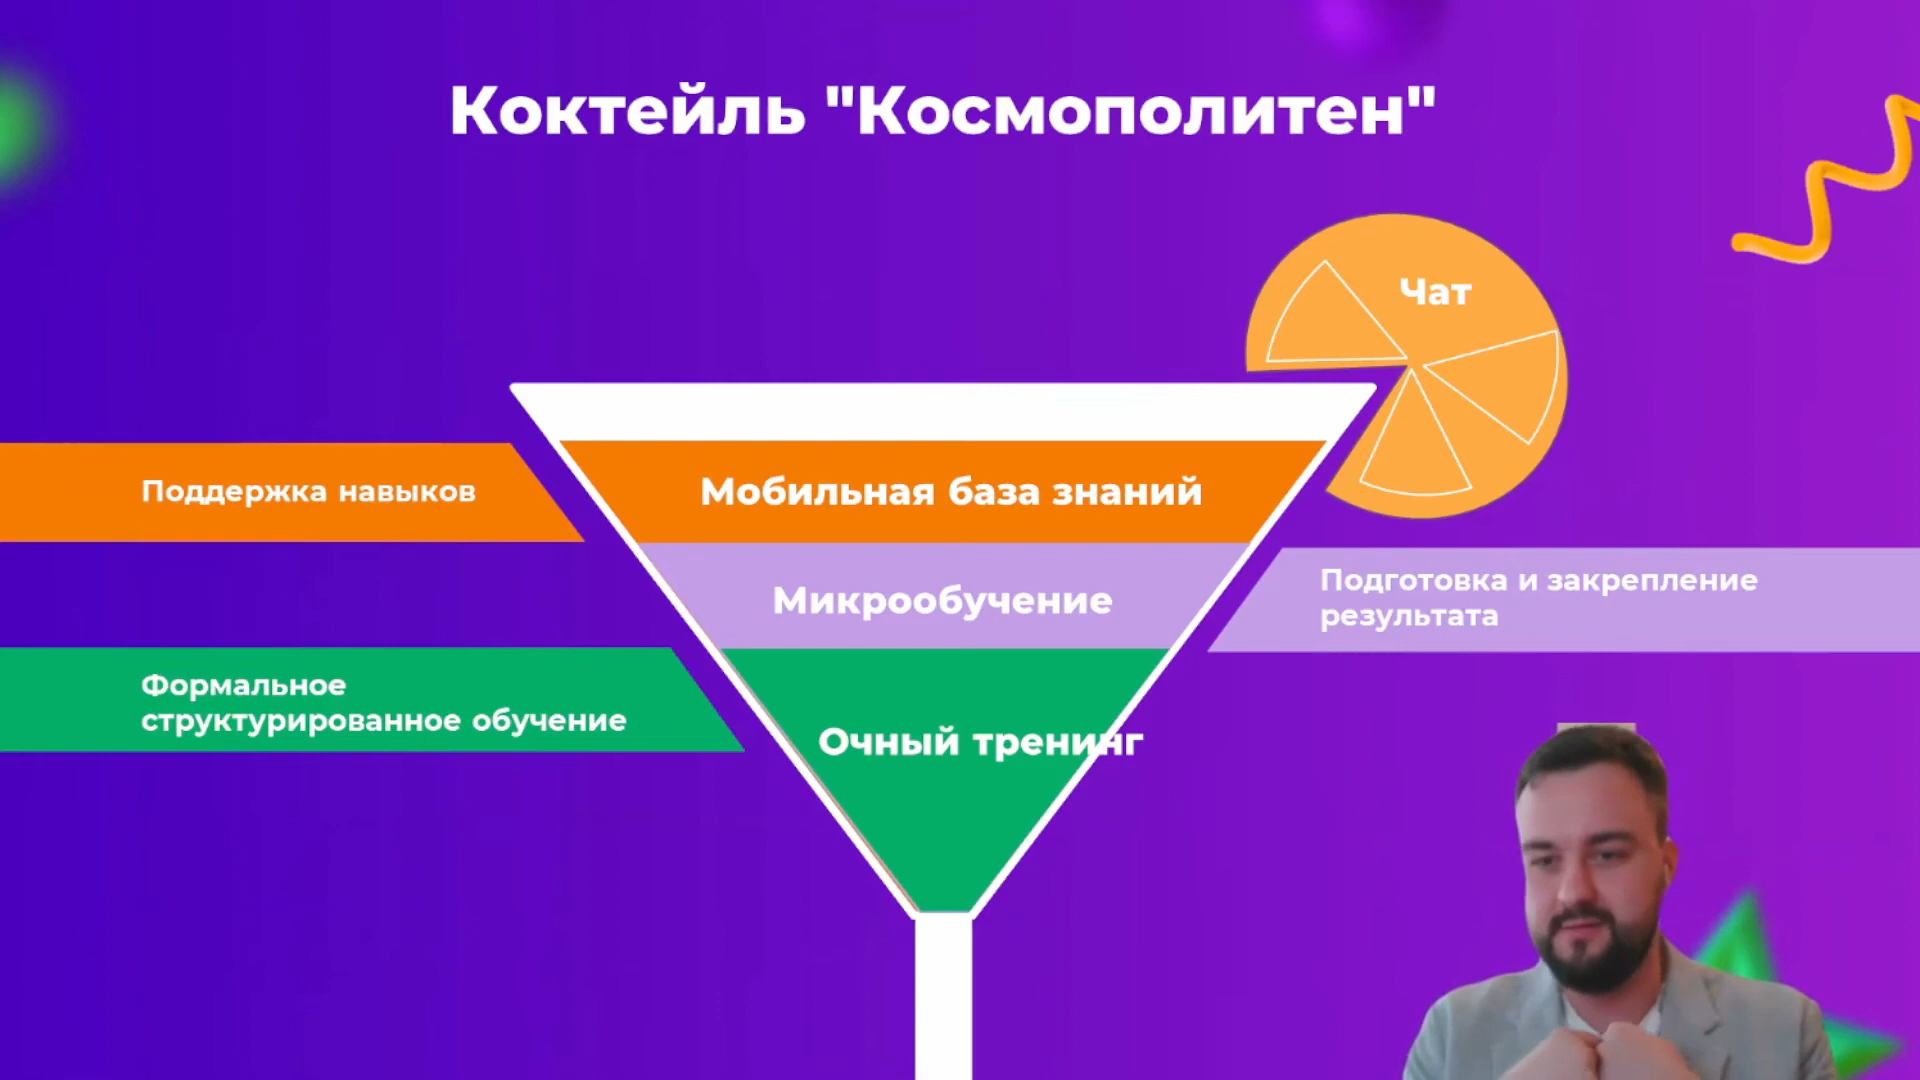 Коктейль "Космополитен"
Чат
Поддержка навыков
Мобильная база знаний
Микрообучение
Подготовка и закрепление
результата
Формальное
структурированное обучение
Очный тренинг